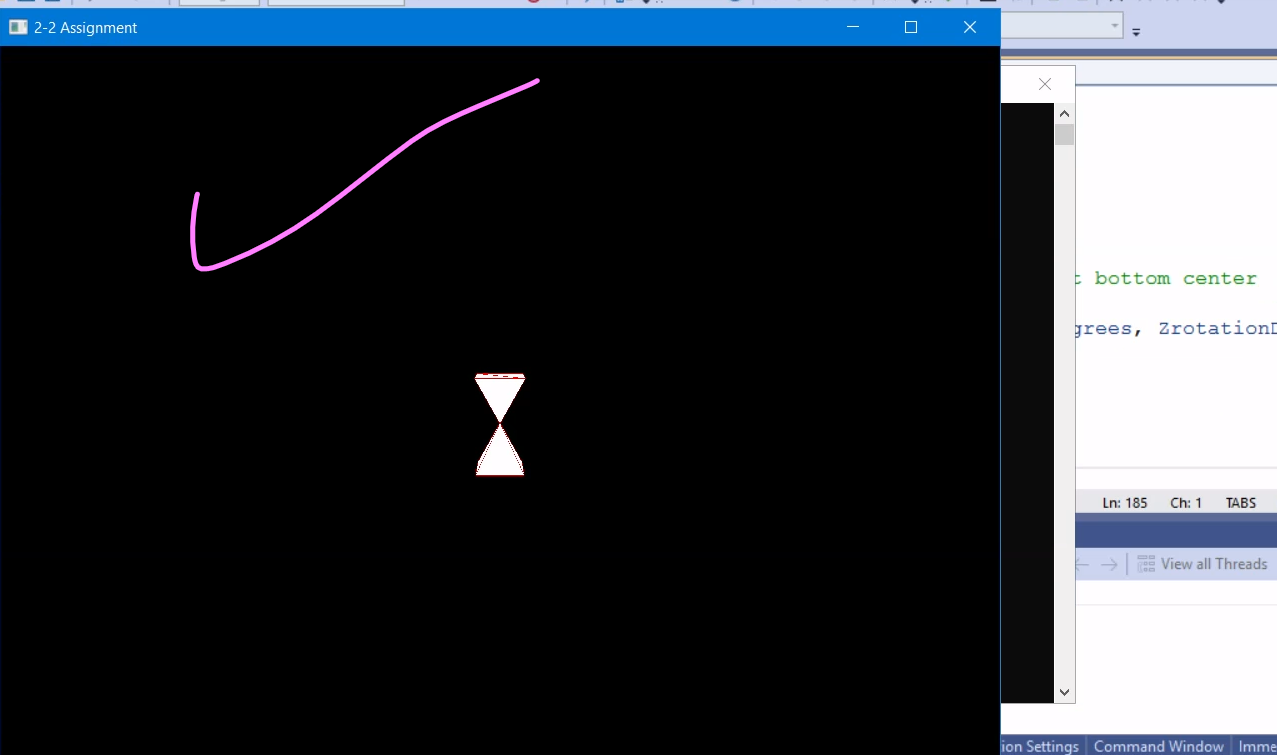 2-2 Assignment
t bottom center
grees, ZrotationD
Ln: 185 Ch: 1 TABS
View all Threads
ion Settings Command Window Imme